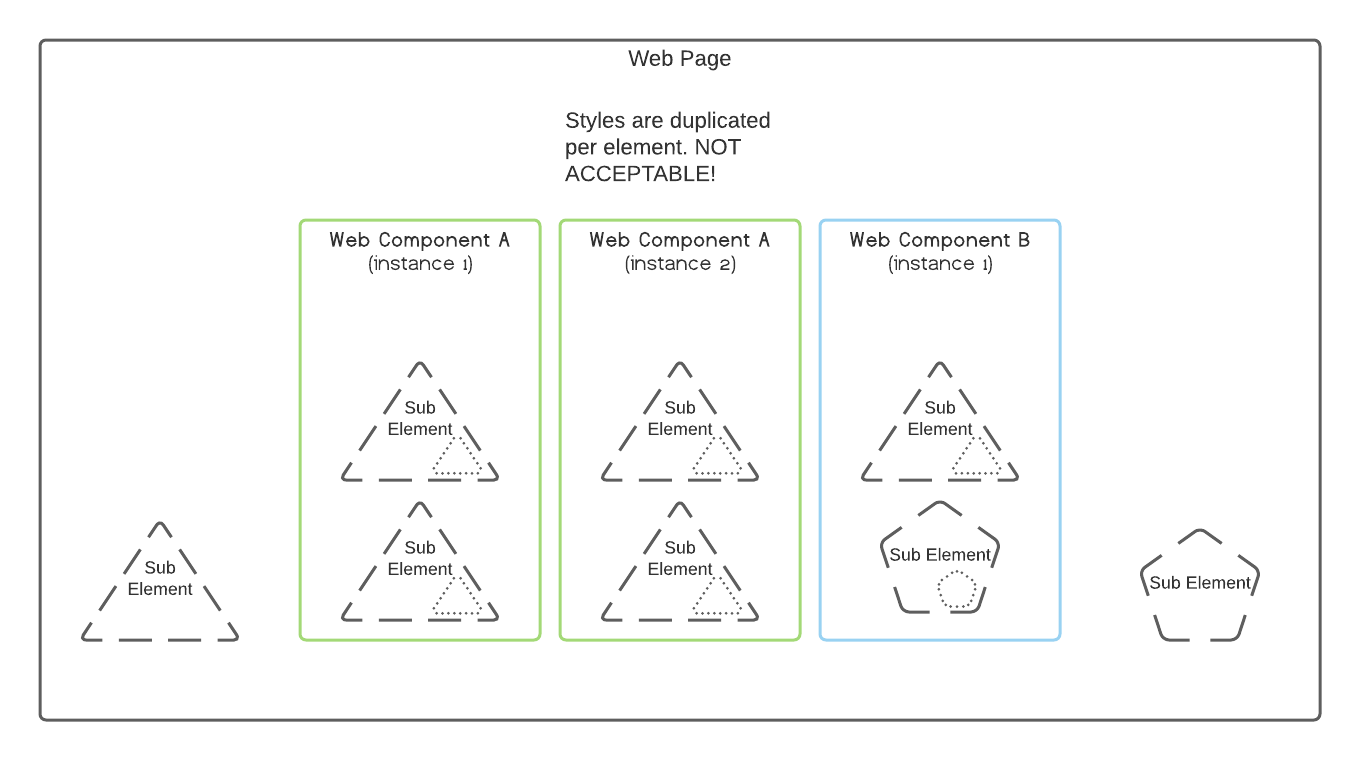 Web Page
Styles are duplicated
per element. NOT
ACCEPTABLE!
Web Component A
(instance 1)
Web Component A
(instance 2)
Web Component B
(instance 1)
Sub
Element
Sub
Element
Sub
Element
Sub
Element
Sub
Element
Sub Element
Sub
Element
Sub Element